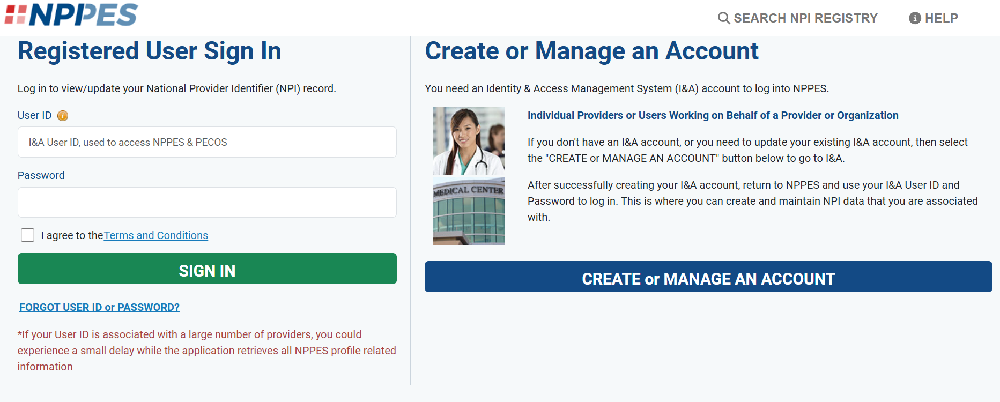 NPPES
SEARCH NPI REGISTRY
HELP
Registered User Sign In
Log in to view/update your National Provider Identifier (NPI) record.
User ID
I&A User ID, used to access NPPES & PECOS
Password
I agree to theTerms and Conditions
SIGN IN
FORGOT USER ID or PASSWORD?
*If your User ID is associated with a large number of providers, you could
experience a small delay while the application retrieves all NPPES profile related
information
Create or Manage an Account
You need an Identity & Access Management System (I&A) account to log into NPPES.
MEDICAL CENTER
Individual Providers or Users Working on Behalf of a Provider or Organization
If you don't have an I&A account, or you need to update your existing I&A account, then select
the "CREATE or MANAGE AN ACCOUNT" button below to go to I&A.
After successfully creating your I&A account, return to NPPES and use your I&A User ID and
Password to log in. This is where you can create and maintain NPI data that you are associated
with.
CREATE or MANAGE AN ACCOUNT